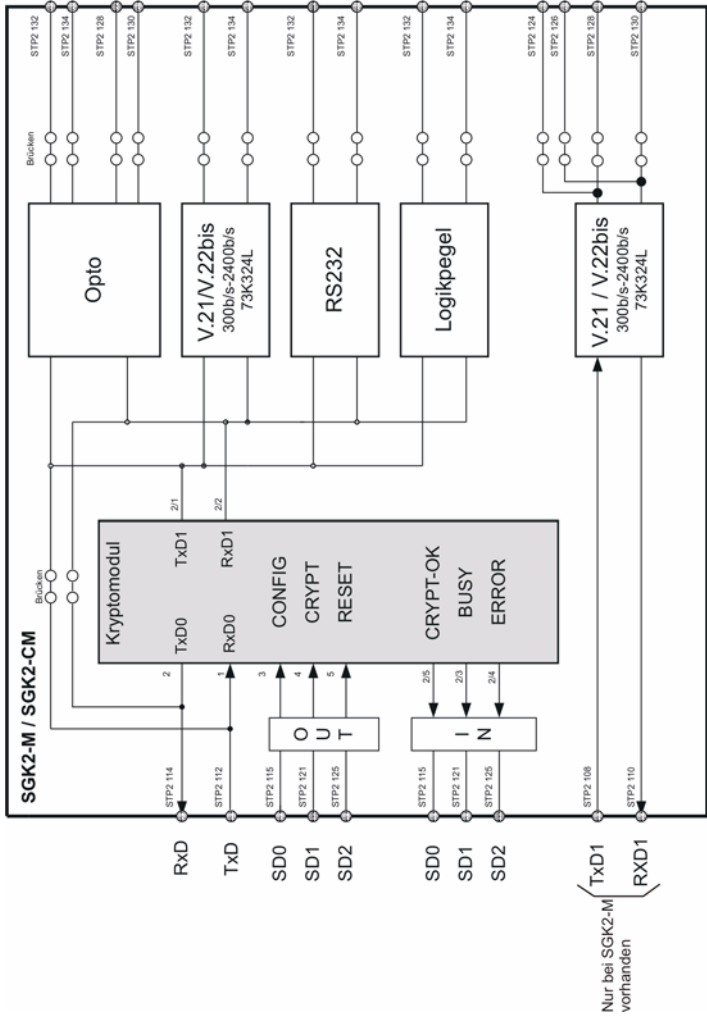 SGK2-M / SGK2-CM
Brücken
Brücken
STP2 132
STP2 134
STP2 128
STP2 130
Opto
Kryptomodul
RxD
STP2 114
2
TxD0
TxD1
2/1
V.21/V.22bis
300b/s-2400b/s
73K324L
STP2 132
STP2 134
TxD
STP2 112
1
RxD0
RxD1
2/2
SD0
STP2 115
3
CONFIG
SD1
STP2 121
4
CRYPT
SD2
STP2 125
5
RESET
OUT
RS232
STP2 132
STP2 134
SD0
STP2 115
2/5
CRYPT-OK
SD1
STP2 121
2/3
BUSY
SD2
STP2 125
2/4
ERROR
IN
Logikpegel
STP2 132
STP2 134
STP2 124
STP2 126
STP2 128
STP2 130
TxD1
STP2 108
V.21 / V.22bis
300b/s-2400b/s
73K324L
RXD1
STP2 110
Nur bei SGK2-M
vorhanden